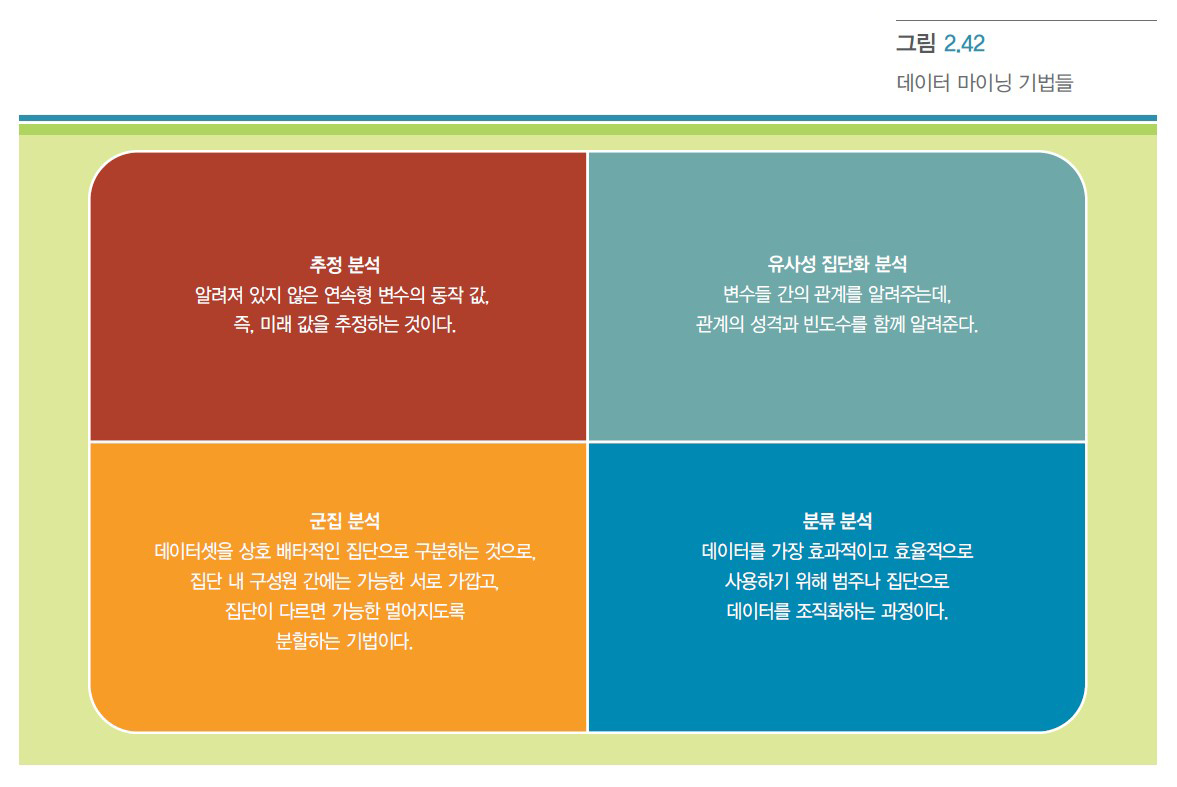 그림 2.42
데이터 마이닝 기법들
추정 분석
알려져 있지 않은 연속형 변수의 동작 값,
즉, 미래 값을 추정하는 것이다.
유사성 집단화 분석
변수들 간의 관계를 알려주는데,
관계의 성격과 빈도수를 함께 알려준다.
군집 분석
데이터셋을 상호 배타적인 집단으로 구분하는 것으로,
집단 내 구성원 간에는 가능한 서로 가깝고,
집단이 다르면 가능한 멀어지도록
분할하는 기법이다.
분류 분석
데이터를 가장 효과적이고 효율적으로
사용하기 위해 범주나 집단으로
데이터를 조직화하는 과정이다.